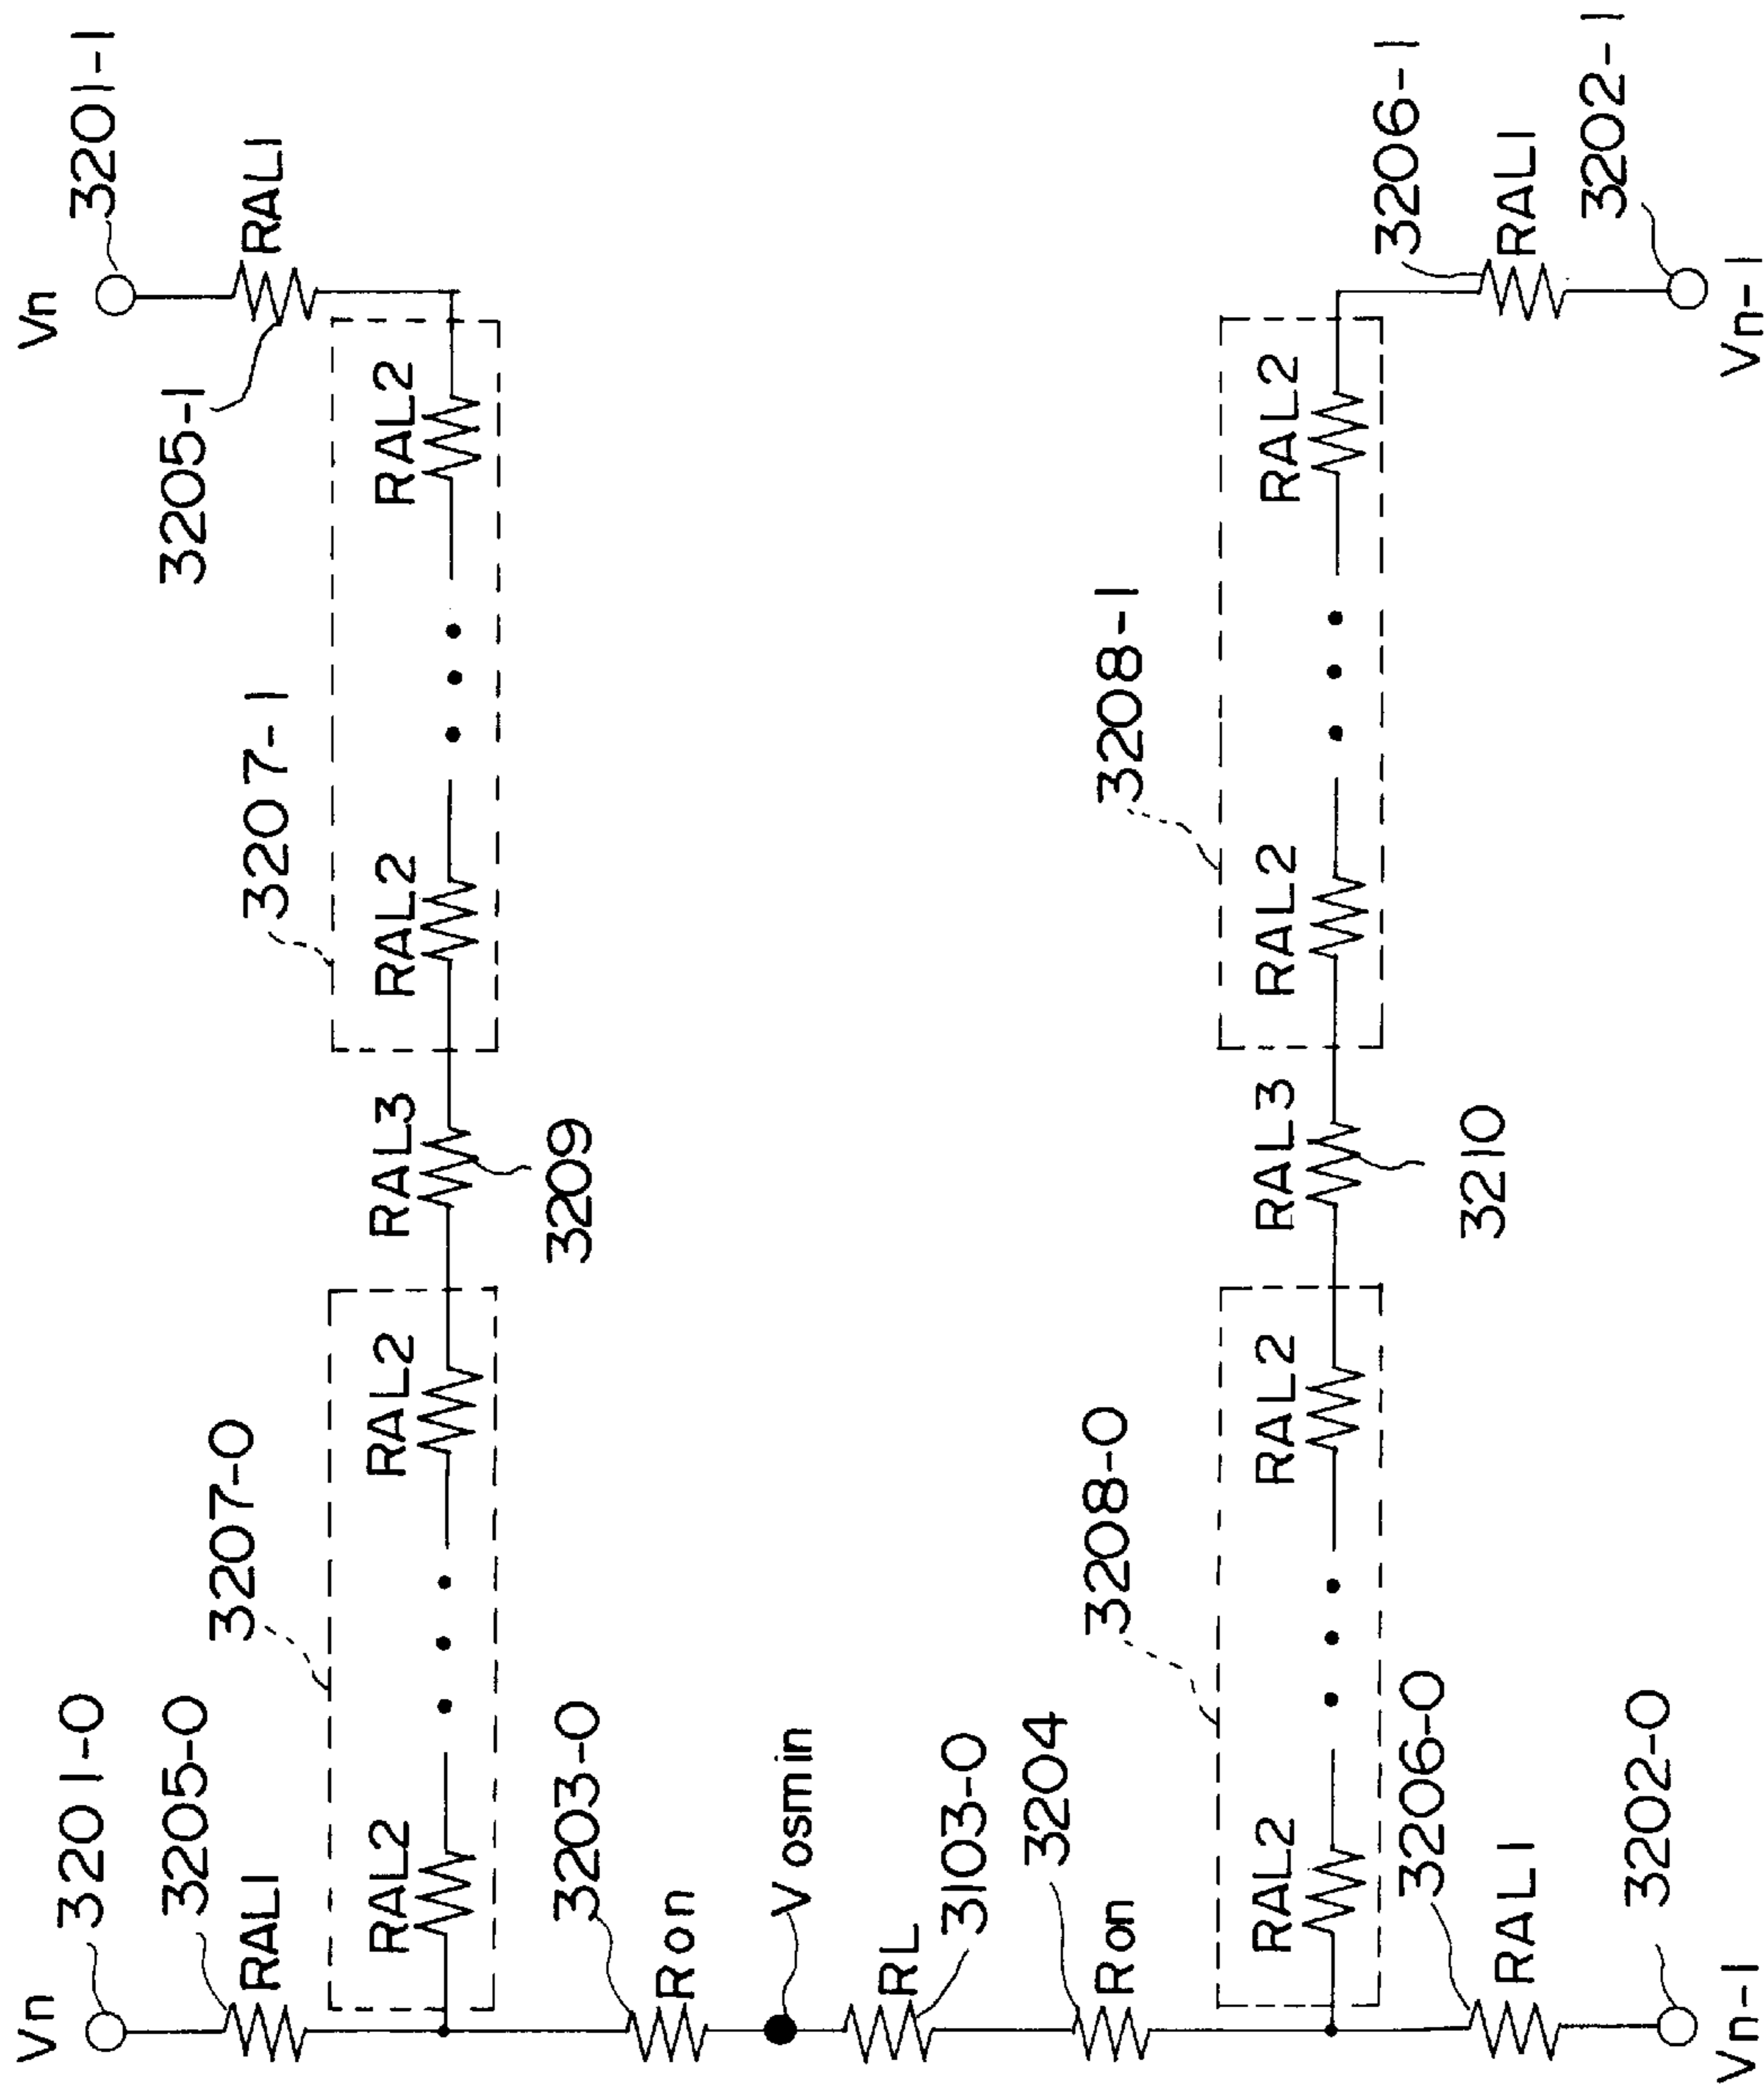 Vn
3201-0
3205-0
RAL1
3207-0
RAL2
RAL2
RAL3
3209
3207-1
RAL2
RAL2
3205-1
Vn
3201-1
RAL1
3203-0
Ron
Vosmin
RL
3103-0
3204
Ron
3208-0
RAL2
RAL2
RAL3
3210
3208-1
RAL2
RAL2
3206-0
RAL1
3202-0
Vn-1
3206-1
RAL1
3202-1
Vn-1